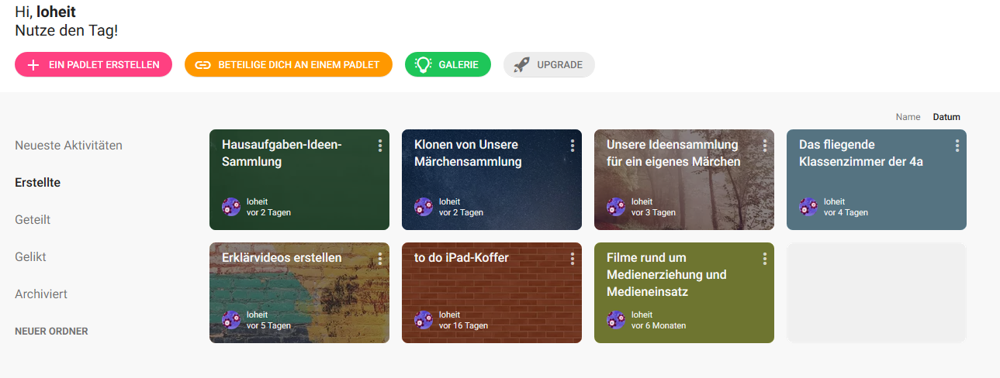 Hi, loheit
Nutze den Tag!
EIN PADLET ERSTELLEN
BETEILIGE DICH AN EINEM PADLET
GALERIE
UPGRADE
Name
Datum
Neueste Aktivitäten
Erstellte
Geteilt
Gelikt
Archiviert
NEUER ORDNER
Hausaufgaben-Ideen-
Sammlung
loheit
vor 2 Tagen
Klonen von Unsere
Märchensammlung
loheit
vor 2 Tagen
Unsere Ideensammlung
für ein eigenes Märchen
loheit
vor 3 Tagen
Das fliegende
Klassenzimmer der 4a
loheit
vor 4 Tagen
Erklärvideos erstellen
loheit
vor 5 Tagen
to do iPad-Koffer
loheit
vor 16 Tagen
Filme rund um
Medienerziehung und
Medieneinsatz
loheit
vor 6 Monaten